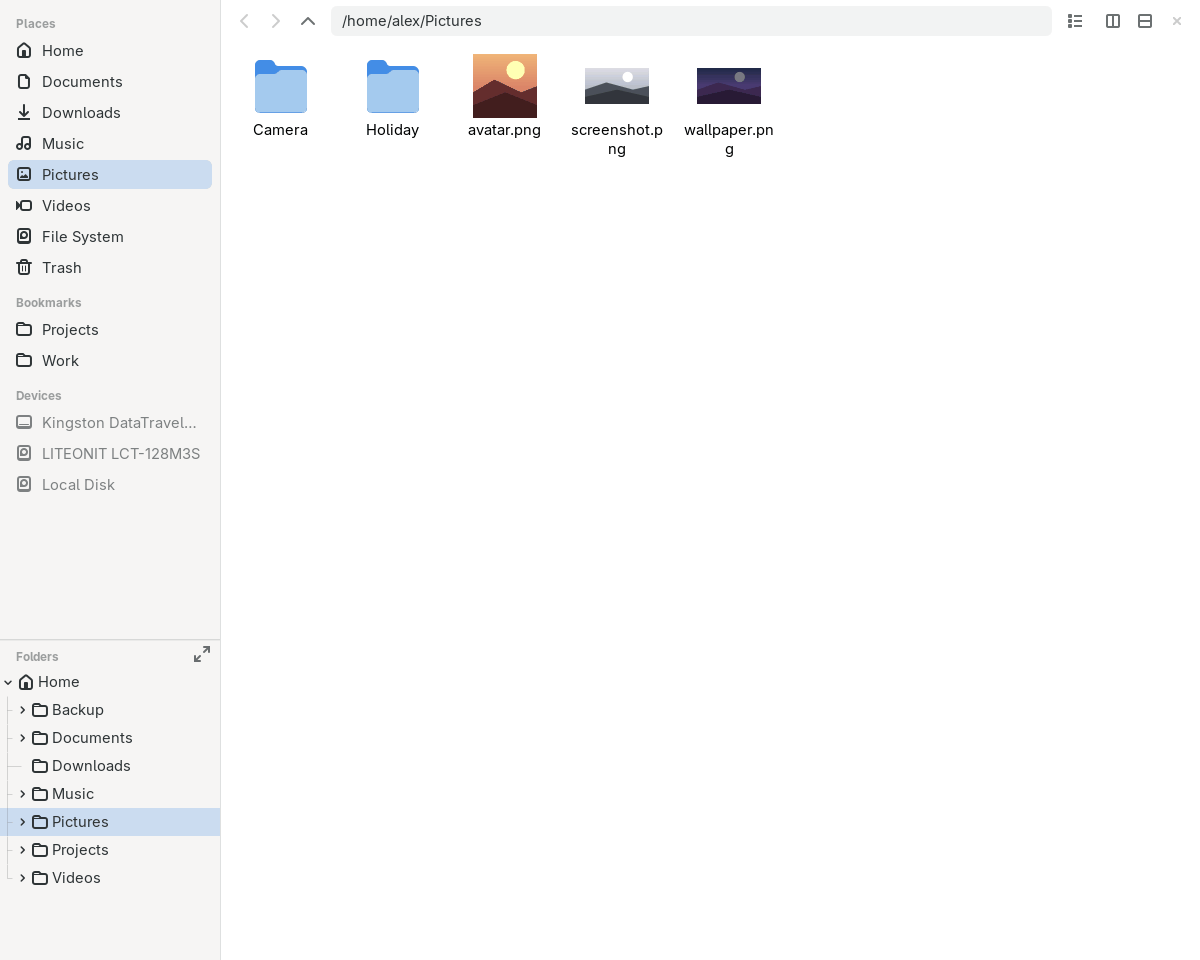 Places
Home
Documents
Downloads
Music
Pictures
Videos
File System
Trash
Bookmarks
Projects
Work
Devices
Kingston DataTravel...
LITEONIT LCT-128M3S
Local Disk
Folders
Home
Backup
Documents
Downloads
Music
Pictures
Projects
Videos
/home/alex/Pictures
Camera
Holiday
avatar.png
screenshot.p
ng
wallpaper.pn
g